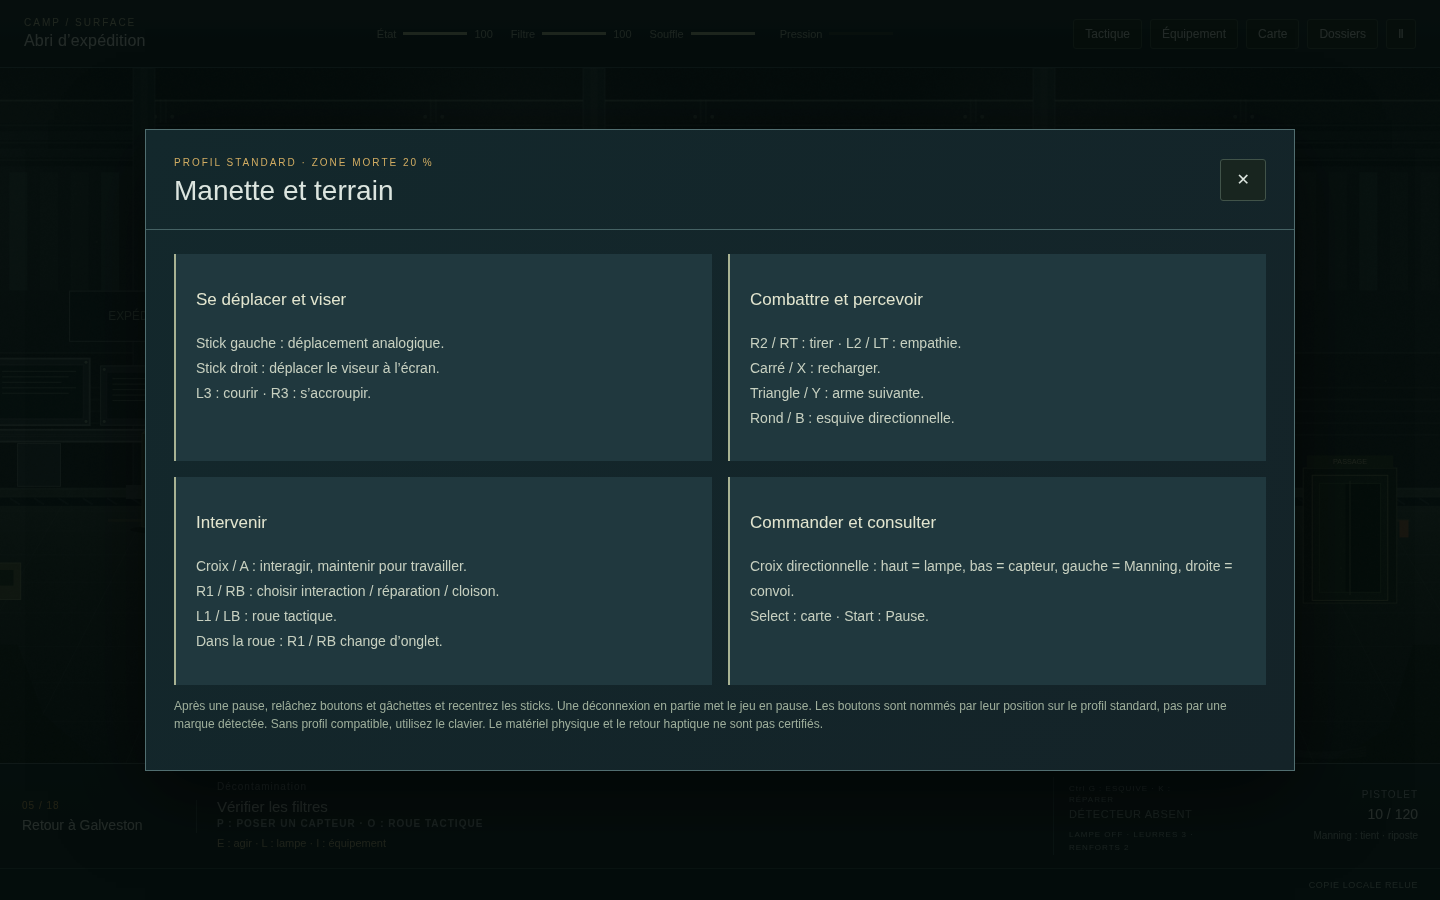 CAMP / SURFACE
Abri d’expédition
État 100 Filtre 100 Souffle Pression
Tactique Équipement Carte Dossiers II
PROFIL STANDARD · ZONE MORTE 20 %
Manette et terrain
×
EXPÉD
Se déplacer et viser
Stick gauche : déplacement analogique.
Stick droit : déplacer le viseur à l’écran.
L3 : courir · R3 : s’accroupir.
Combattre et percevoir
R2 / RT : tirer · L2 / LT : empathie.
Carré / X : recharger.
Triangle / Y : arme suivante.
Rond / B : esquive directionnelle.
Intervenir
Croix / A : interagir, maintenir pour travailler.
R1 / RB : choisir interaction / réparation / cloison.
L1 / LB : roue tactique.
Dans la roue : R1 / RB change d’onglet.
Commander et consulter
Croix directionnelle : haut = lampe, bas = capteur, gauche = Manning, droite =
convoi.
Select : carte · Start : Pause.
Après une pause, relâchez boutons et gâchettes et recentrez les sticks. Une déconnexion en partie met le jeu en pause. Les boutons sont nommés par leur position sur le profil standard, pas par une
marque détectée. Sans profil compatible, utilisez le clavier. Le matériel physique et le retour haptique ne sont pas certifiés.
05 / 18
Retour à Galveston
Décontamination
Vérifier les filtres
P : POSER UN CAPTEUR · O : ROUE TACTIQUE
E : agir · L : lampe · I : équipement
DÉTECTEUR ABSENT
LAMPE OFF · LEURRES 3 ·
RENFORTS 2
PISTOLET
10 / 120
Manning : tient · riposte
COPIE LOCALE RELUE